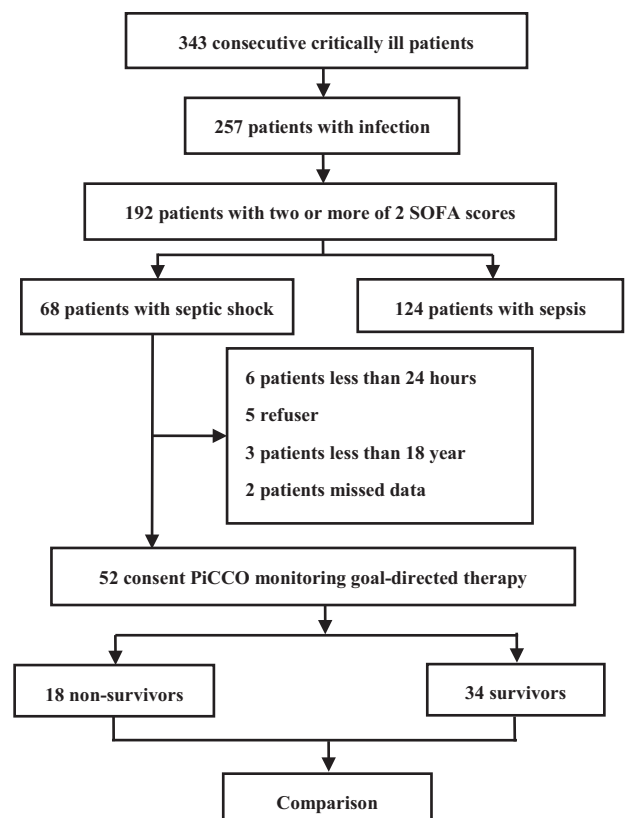 343 consecutive critically ill patients
257 patients with infection
192 patients with two or more of 2 SOFA scores
68 patients with septic shock
124 patients with sepsis
6 patients less than 24 hours
5 refuser
3 patients less than 18 year
2 patients missed data
52 consent PiCCO monitoring goal-directed therapy
18 non-survivors
34 survivors
Comparison